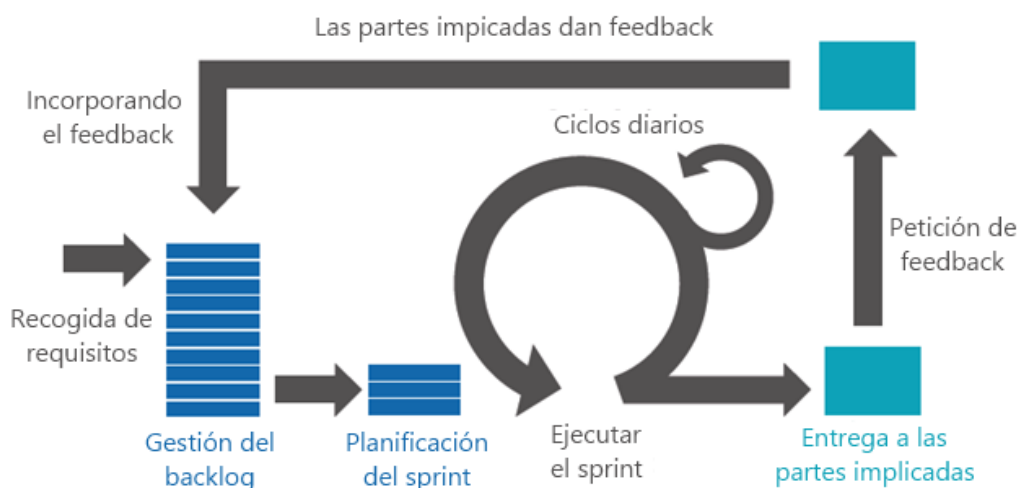 Las partes impicadas dan feedback
Incorporando
el feedback
Ciclos diarios
Petición de
feedback
Recogida de
requisitos
Gestión del
backlog
Planificación
del sprint
Ejecutar
el sprint
Entrega a las
partes implicadas